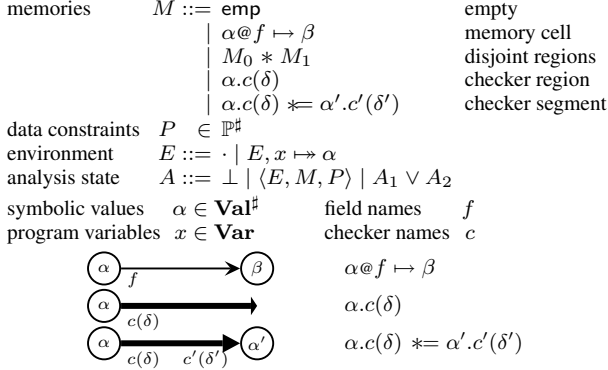 memories M ::= emp empty
| α@f ↦ β memory cell
| M₀ * M₁ disjoint regions
| α.c(δ) checker region
| α.c(δ) *= α′.c′(δ′) checker segment
data constraints P ∈ ℙ♯
environment E ::= · | E, x ↦» α
analysis state A ::= ⊥ | ⟨E, M, P⟩ | A₁ ∨ A₂
symbolic values α ∈ Val♯ field names f
program variables x ∈ Var checker names c
α f β α@f ↦ β
α c(δ) α.c(δ)
α c(δ) c′(δ′) α′ α.c(δ) *= α′.c′(δ′)